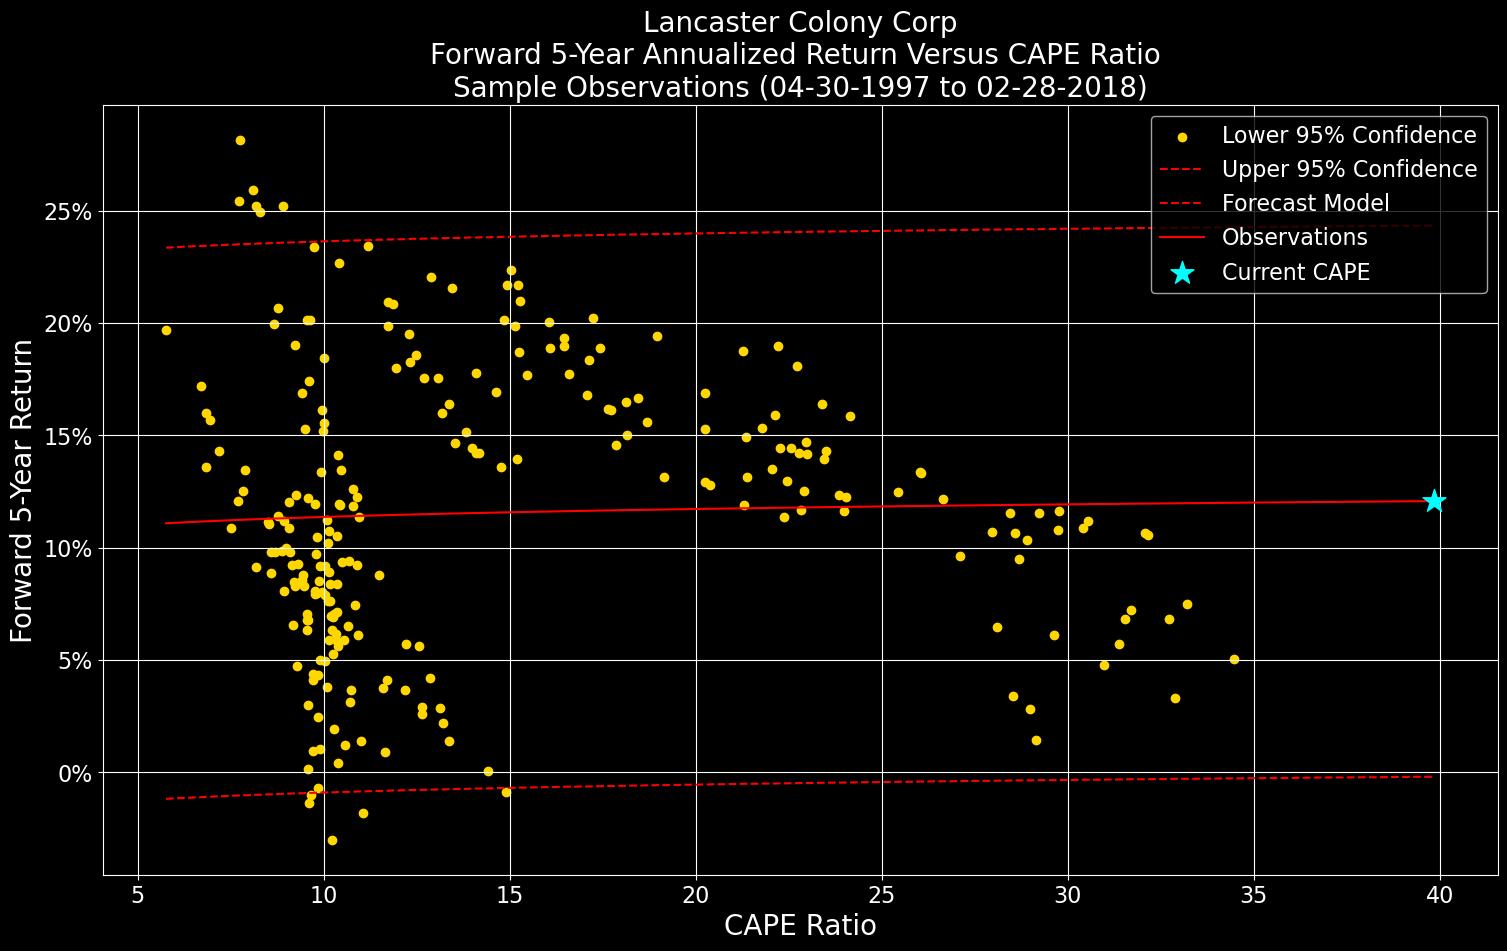 Lancaster Colony Corp
Forward 5-Year Annualized Return Versus CAPE Ratio
Sample Observations (04-30-1997 to 02-28-2018)
Lower 95% Confidence
Upper 95% Confidence
Forecast Model
Observations
Current CAPE
Forward 5-Year Return
25%
20%
15%
10%
5%
0%
5 10 15 20 25 30 35 40
CAPE Ratio